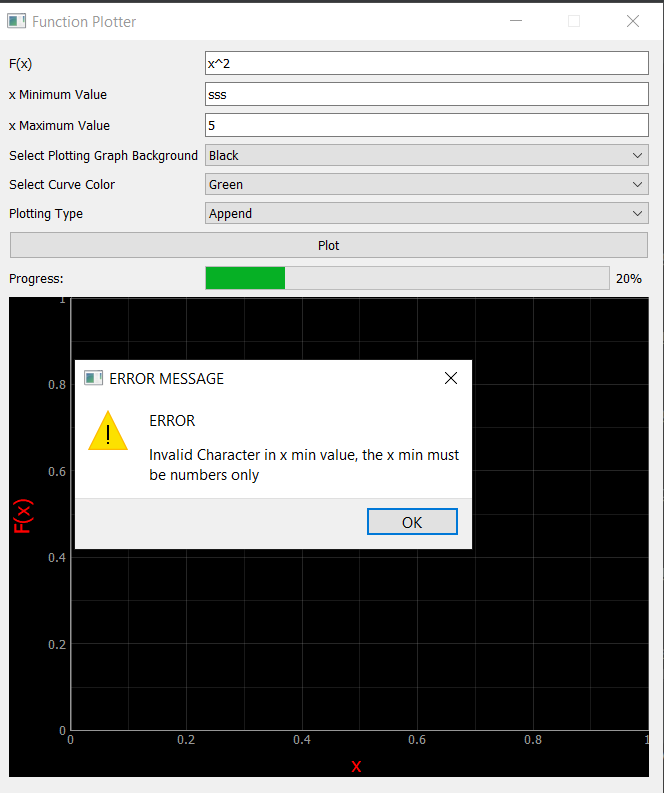 Function Plotter
F(x) x^2
x Minimum Value sss
x Maximum Value 5
Select Plotting Graph Background Black
Select Curve Color Green
Plotting Type Append
Plot
Progress: 20%
1
0.8
0.6
0.4
0.2
0
F(x)
ERROR MESSAGE
ERROR
Invalid Character in x min value, the x min must
be numbers only
OK
0 0.2 0.4 0.6 0.8 1
x